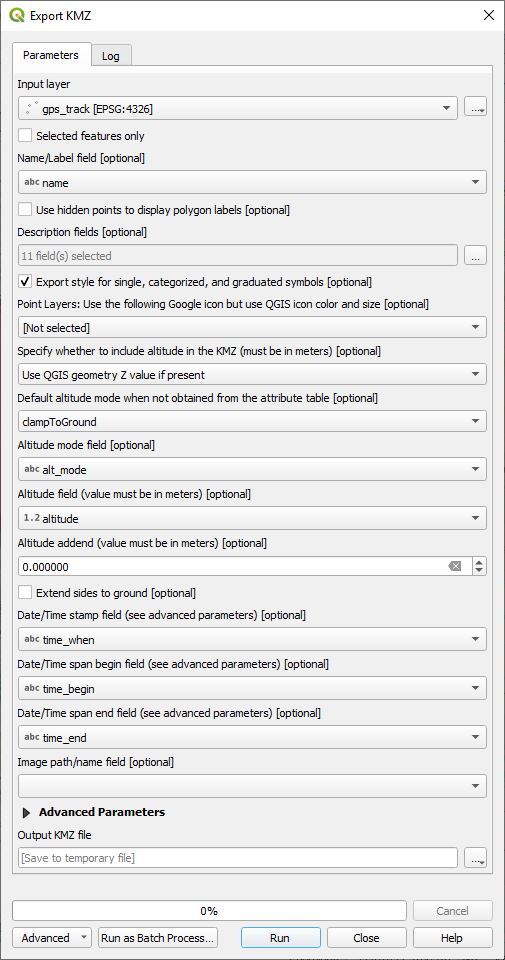 Export KMZ
Parameters
Log
Input layer
gps_track [EPSG:4326]
...
Selected features only
Name/Label field [optional]
abc name
Use hidden points to display polygon labels [optional]
Description fields [optional]
11 field(s) selected
...
Export style for single, categorized, and graduated symbols [optional]
Point Layers: Use the following Google icon but use QGIS icon color and size [optional]
[Not selected]
Specify whether to include altitude in the KMZ (must be in meters) [optional]
Use QGIS geometry Z value if present
Default altitude mode when not obtained from the attribute table [optional]
clampToGround
Altitude mode field [optional]
abc alt_mode
Altitude field (value must be in meters) [optional]
1.2 altitude
Altitude addend (value must be in meters) [optional]
0.000000
Extend sides to ground [optional]
Date/Time stamp field (see advanced parameters) [optional]
abc time_when
Date/Time span begin field (see advanced parameters) [optional]
abc time_begin
Date/Time span end field (see advanced parameters) [optional]
abc time_end
Image path/name field [optional]
Advanced Parameters
Output KMZ file
[Save to temporary file]
...
0%
Cancel
Advanced
Run as Batch Process...
Run
Close
Help